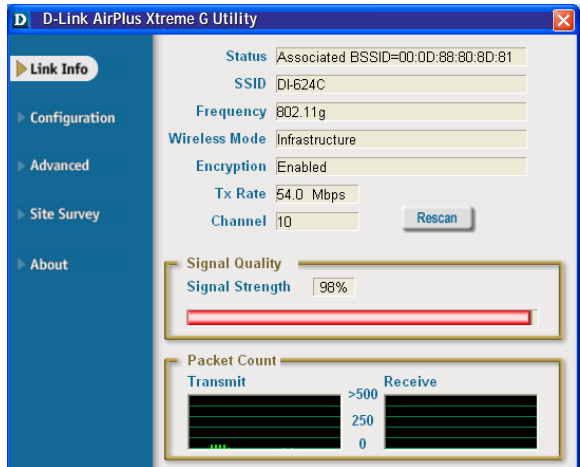 D D-Link AirPlus Xtreme G Utility
Link Info
Configuration
Advanced
Site Survey
About
Status Associated BSSID=00:0D:88:80:8D:81
SSID DI-624C
Frequency 802.11g
Wireless Mode Infrastructure
Encryption Enabled
Tx Rate 54.0 Mbps
Channel 10
Rescan
Signal Quality
Signal Strength 98%
Packet Count
Transmit
Receive
>500
250
0